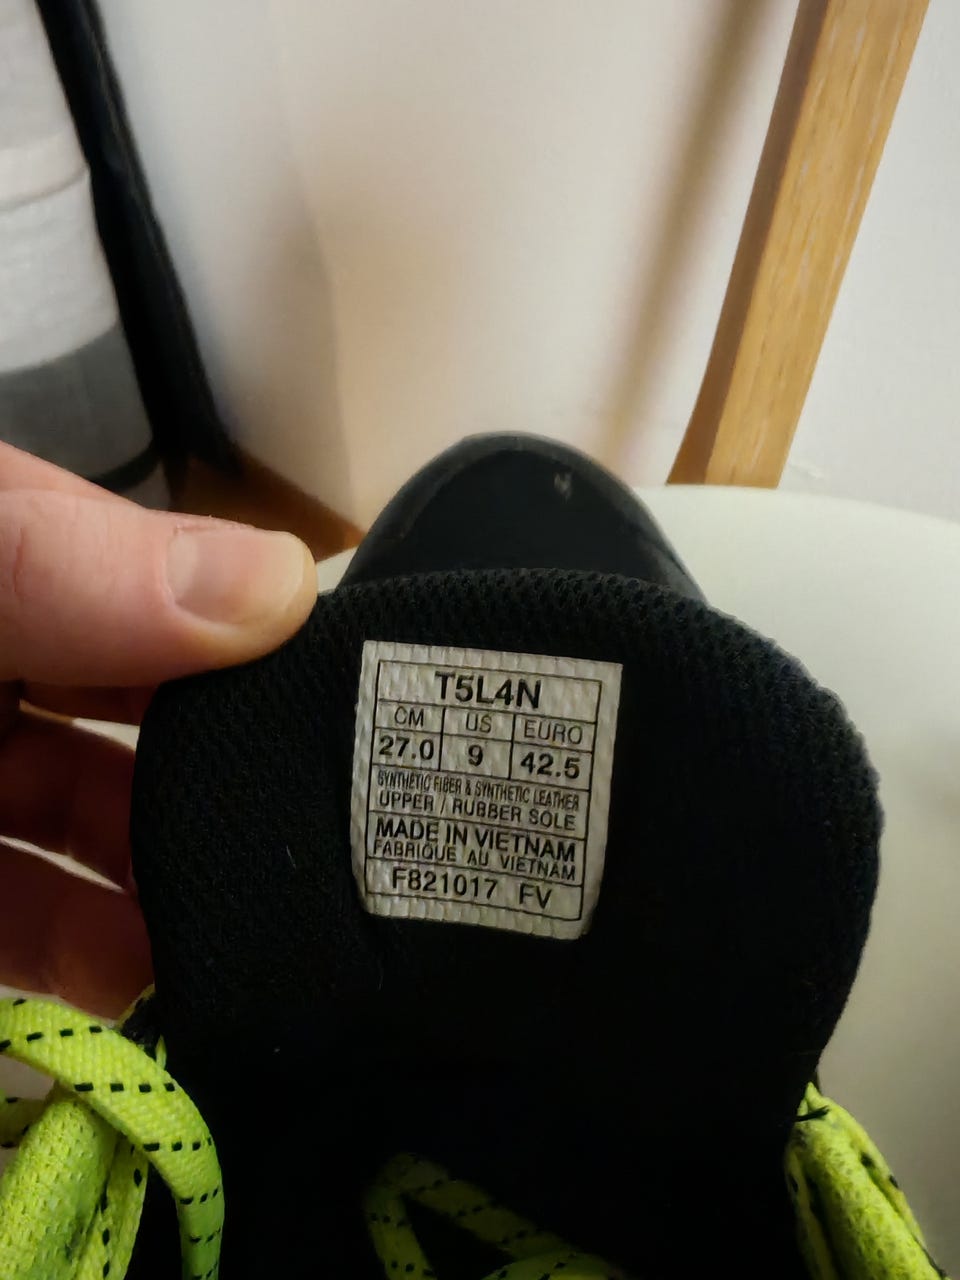 T5L4N
CM US EURO
27.0 9 42.5
SYNTHETIC FIBER & SYNTHETIC LEATHER
UPPER / RUBBER SOLE
MADE IN VIETNAM
FABRIQUE AU VIETNAM
F821017 FV